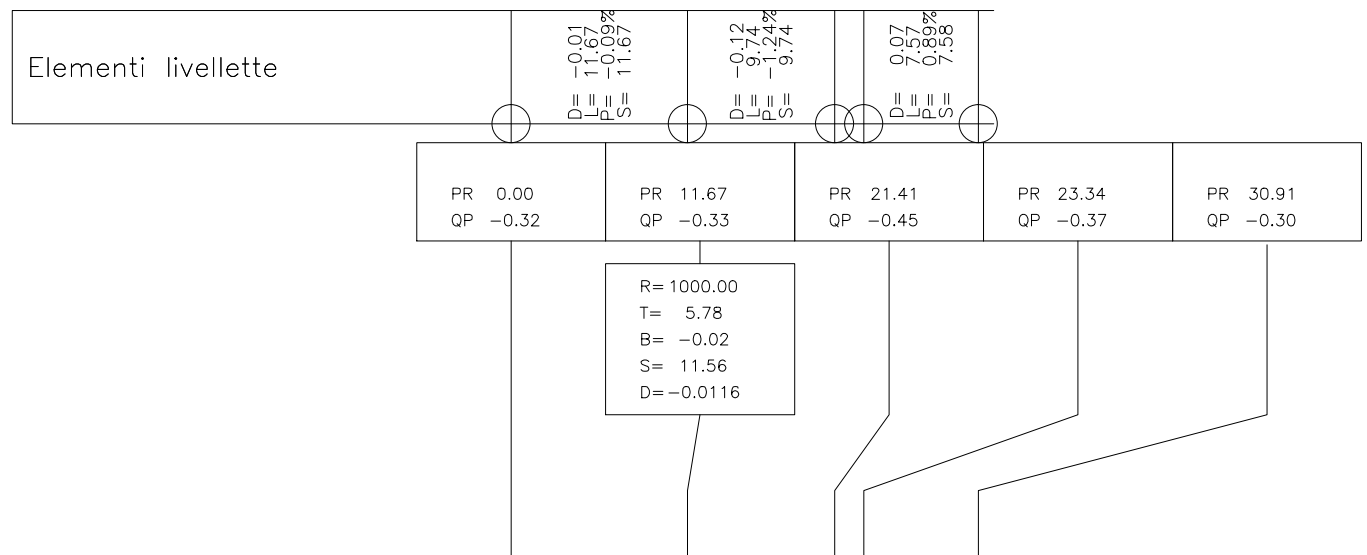 Elementi livellette
D= -0.01
L= 11.67
P= -0.09%
S= 11.67
D= -0.12
L= 9.74
P= -1.24%
S= 9.74
D= 0.07
L= 7.57
P= 0.89%
S= 7.58
PR 0.00
QP -0.32
PR 11.67
QP -0.33
PR 21.41
QP -0.45
PR 23.34
QP -0.37
PR 30.91
QP -0.30
R= 1000.00
T= 5.78
B= -0.02
S= 11.56
D= -0.0116